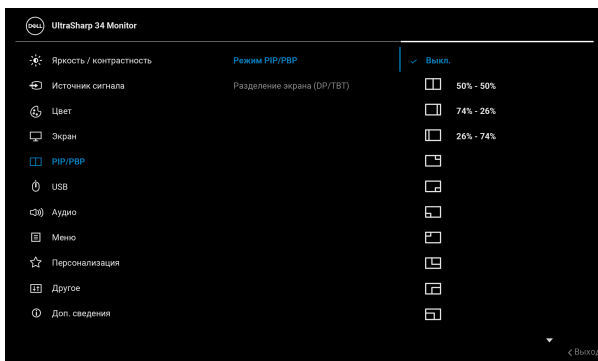 DELL UltraSharp 34 Monitor
Яркость / контрастность Режим PIP/PBP Выкл.
Источник сигнала Разделение экрана (DP/TBT) 50% - 50%
Цвет 74% - 26%
Экран 26% - 74%
PIP/PBP
USB
Аудио
Меню
Персонализация
Другое
Доп. сведения
Выход